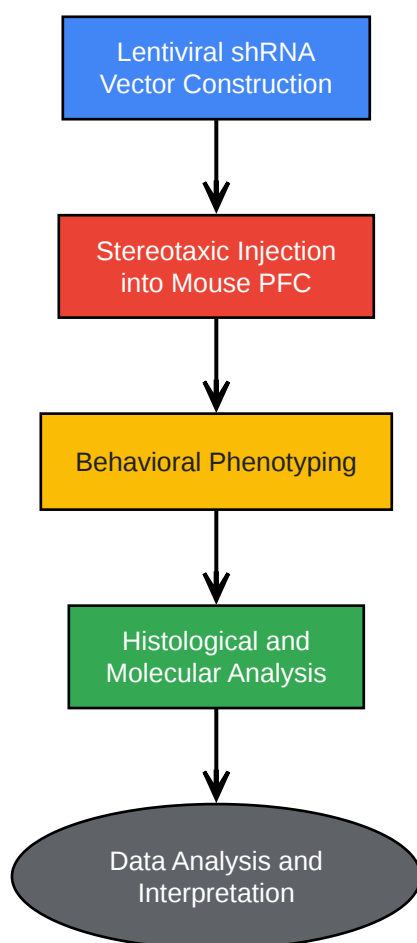 Lentiviral shRNA
Vector Construction
Stereotaxic Injection
into Mouse PFC
Behavioral Phenotyping
Histological and
Molecular Analysis
Data Analysis and
Interpretation